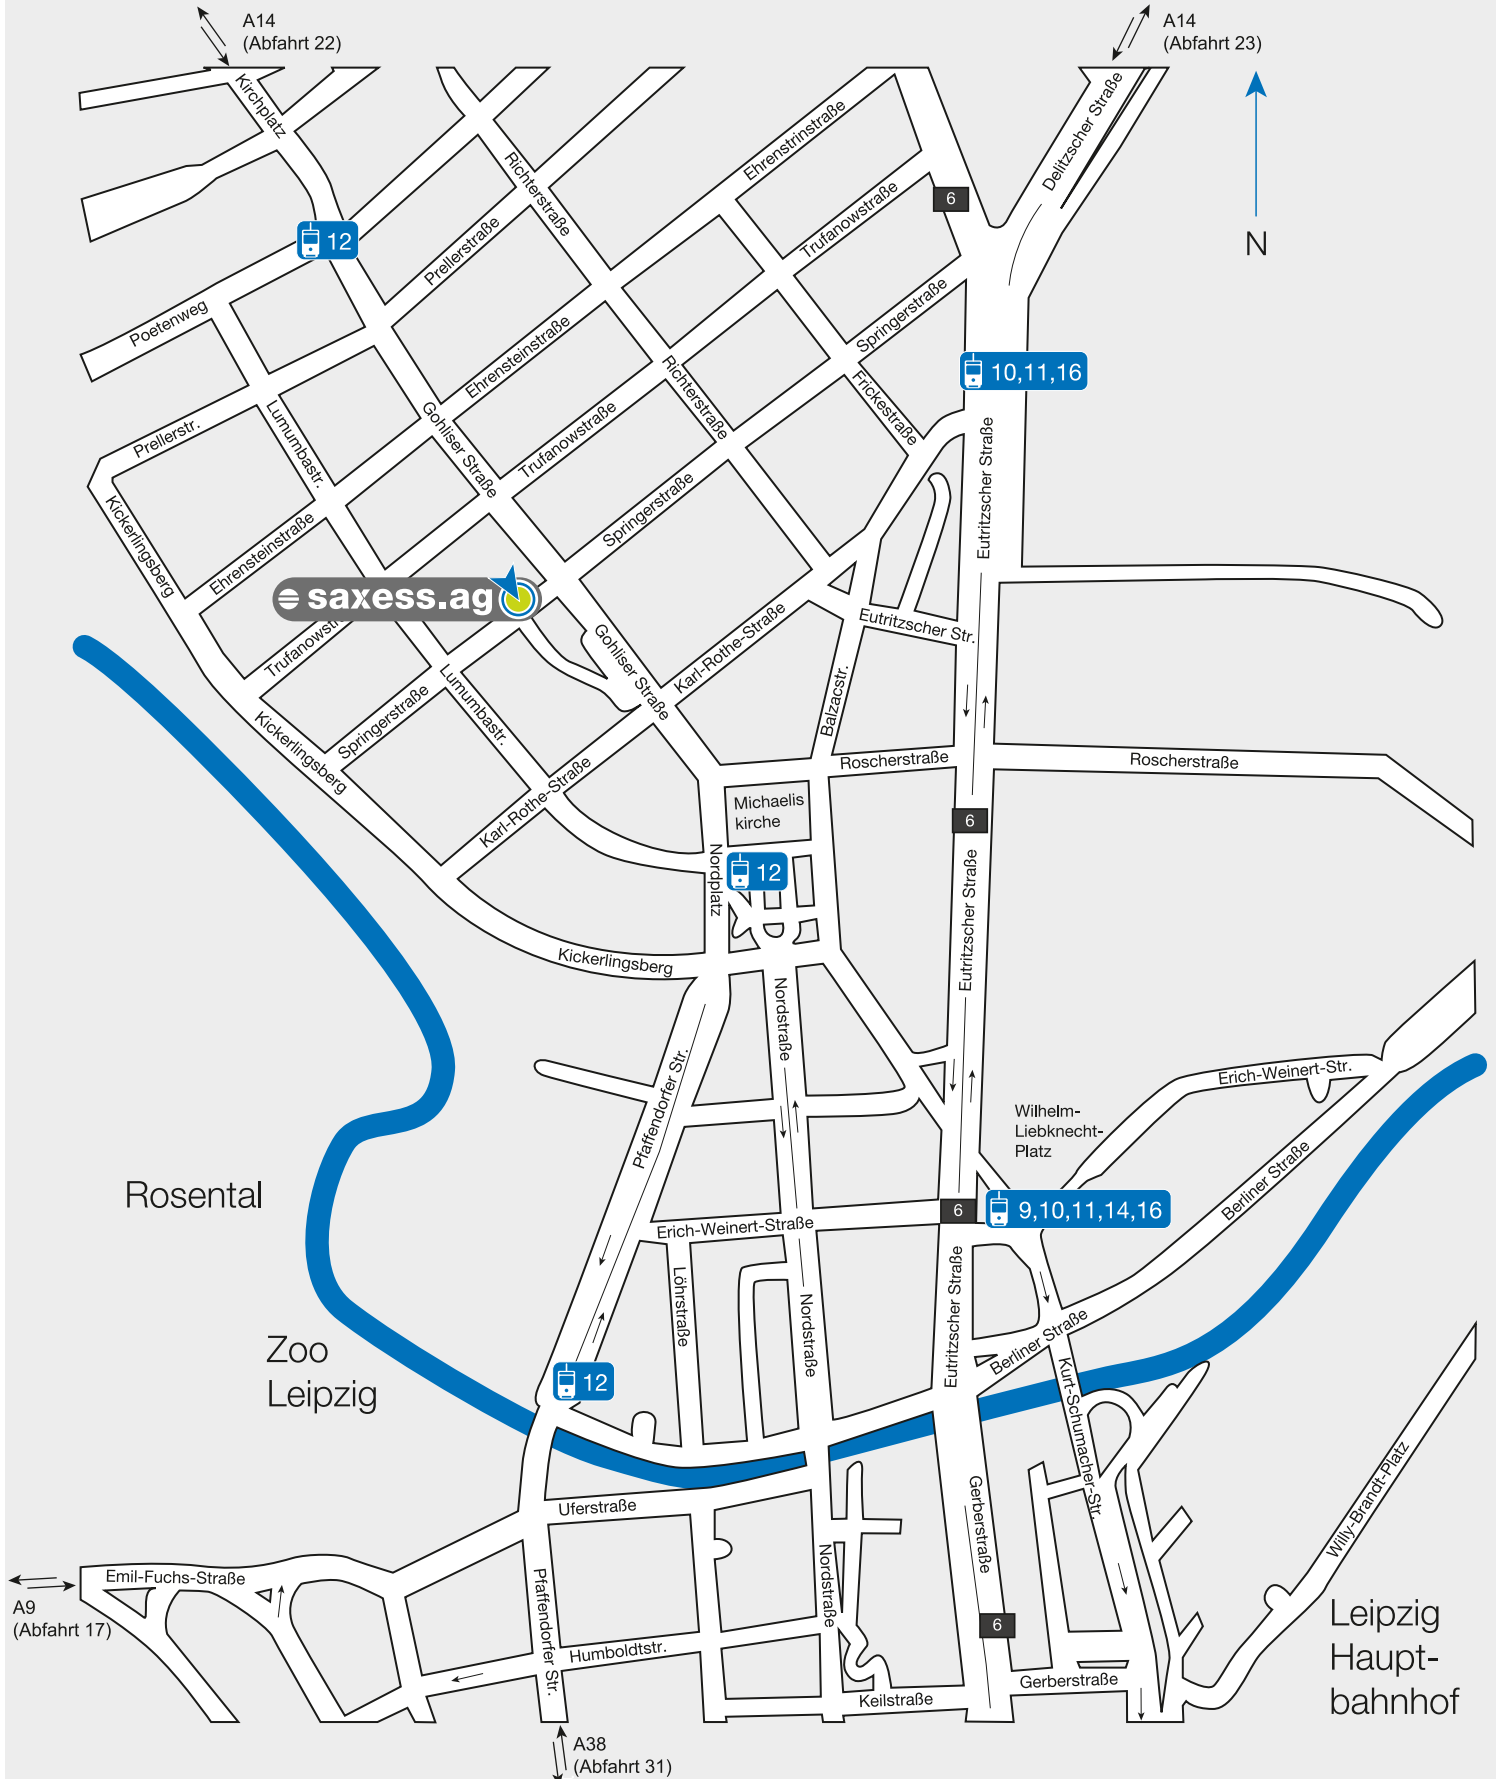 A14
(Abfahrt 22)
A14
(Abfahrt 23)
N
Kirchplatz
Richterstraße
Ehrenstrinstraße
Delitzscher Straße
6
12
Prellerstraße
Trufanowstraße
Poetenweg
Springerstraße
Ehrensteinstraße
Richterstraße
10,11,16
Frickestraße
Prellerstr.
Lumumbastr.
Gohliser Straße
Trufanowstraße
Eutritzscher Straße
Kickerlingsberg
Ehrensteinstraße
Springerstraße
saxess.ag
Trufanowstr
Gohliser Straße
Karl-Rothe-Straße
Eutritzscher Str.
Balzacstr.
Kickerlingsberg
Springerstraße
Lumumbastr.
Karl-Rothe-Straße
Roscherstraße
Roscherstraße
Michaelis
kirche
6
12
Nordplatz
Eutritzscher Straße
Kickerlingsberg
Nordstraße
Pfaffendorfer Str.
Erich-Weinert-Str.
Wilhelm-
Liebknecht-
Platz
Berliner Straße
Rosental
6
9,10,11,14,16
Erich-Weinert-Straße
Löhrstraße
Nordstraße
Eutritzscher Straße
Berliner Straße
Zoo
Leipzig
12
Kurt-Schumacher-Str.
Willy-Brandt-Platz
Uferstraße
Gerberstraße
Emil-Fuchs-Straße
Pfaffendorfer Str.
Nordstraße
A9
(Abfahrt 17)
6
Leipzig
Haupt-
bahnhof
Humboldtstr.
Gerberstraße
Keilstraße
A38
(Abfahrt 31)